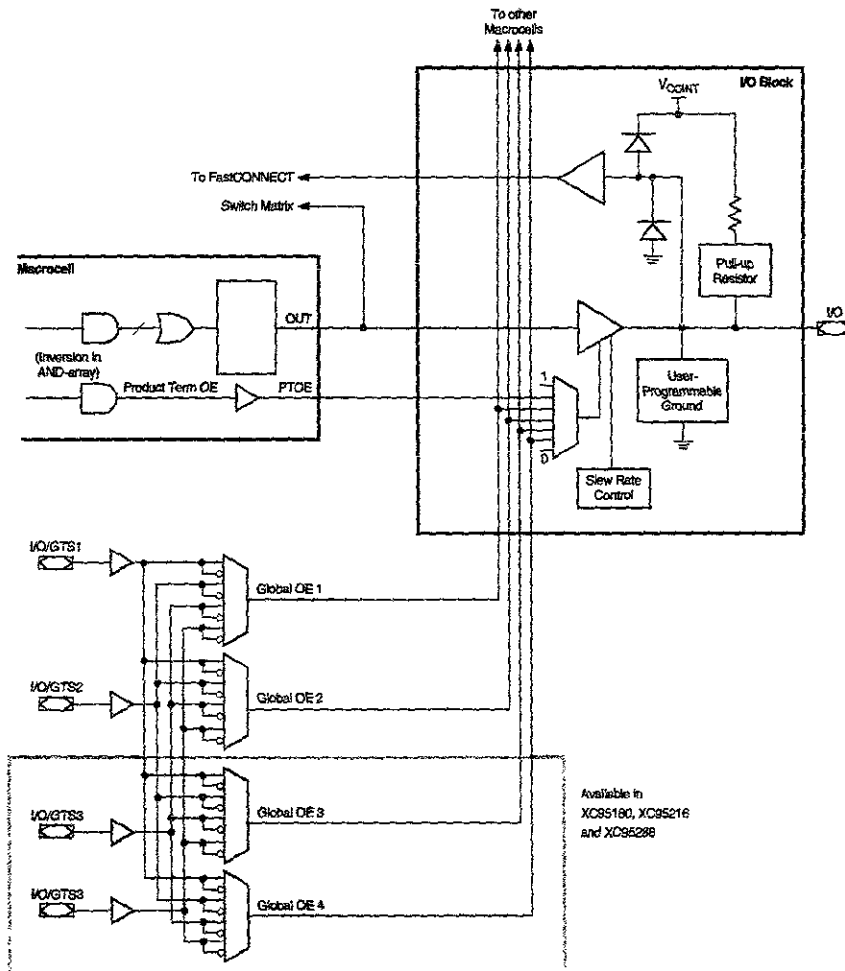 To other
Macrocells
I/O Block
VCCINT
To FastCONNECT
Switch Matrix
Macrocell
Pull-up
Resistor
OUT
I/O
(Inversion in
AND-array)
Product Term OE
PTOE
1
User-
Programmable
Ground
0
Slew Rate
Control
I/O/GTS1
Global OE 1
I/O/GTS2
Global OE 2
Available in
XC95180, XC95216
and XC95288
I/O/GTS3
Global OE 3
I/O/GTS3
Global OE 4